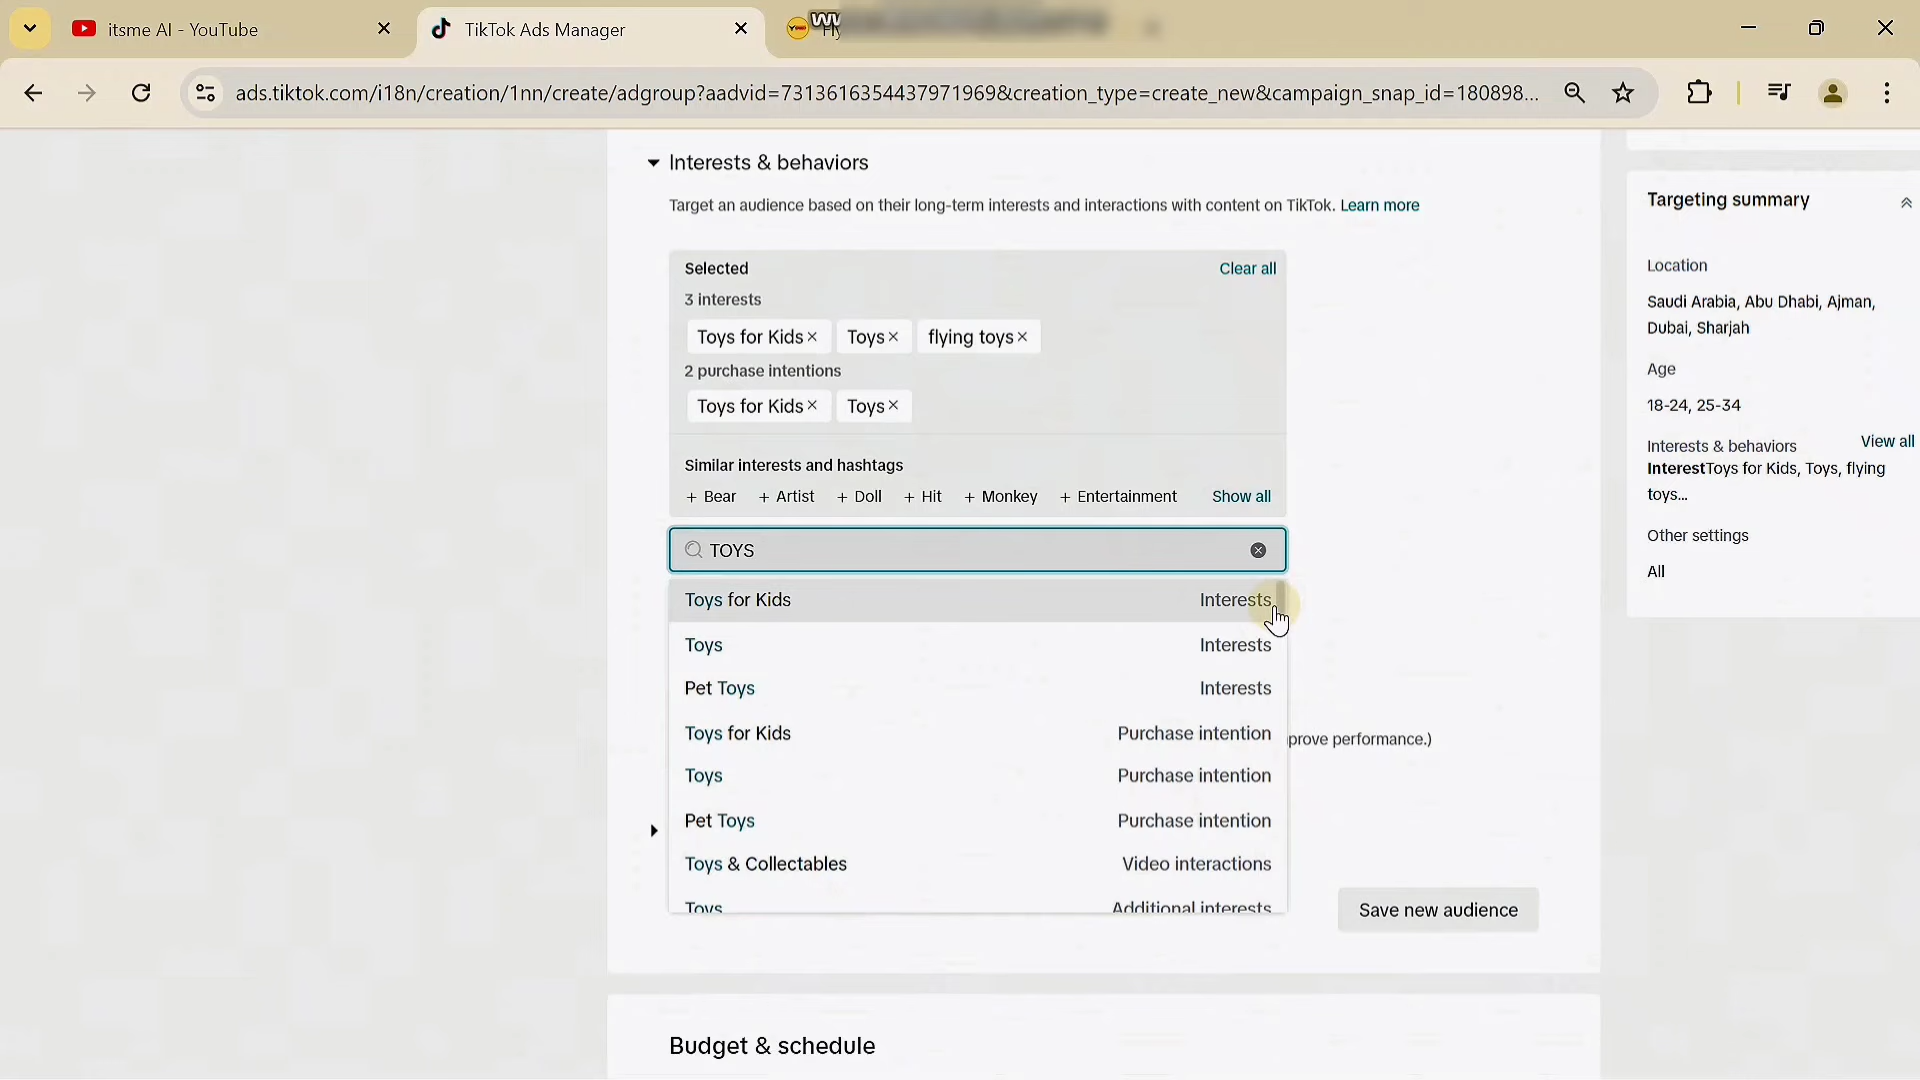 itsme AI - YouTube
TikTok Ads Manager
ads.tiktok.com/i18n/creation/1nn/create/adgroup?aadvid=7313616354437971969&creation_type=create_new&campaign_snap_id=180898...
Interests & behaviors
Target an audience based on their long-term interests and interactions with content on TikTok. Learn more
Selected Clear all
3 interests
Toys for Kids× Toys× flying toys×
2 purchase intentions
Toys for Kids× Toys×
Similar interests and hashtags
+ Bear + Artist + Doll + Hit + Monkey + Entertainment Show all
TOYS
Toys for Kids Interests
Toys Interests
Pet Toys Interests
Toys for Kids Purchase intention
Toys Purchase intention
Pet Toys Purchase intention
Toys & Collectables Video interactions
Toys Additional interests
prove performance.)
Save new audience
Budget & schedule
Targeting summary
Location
Saudi Arabia, Abu Dhabi, Ajman,
Dubai, Sharjah
Age
18-24, 25-34
Interests & behaviors View all
InterestToys for Kids, Toys, flying
toys...
Other settings
All